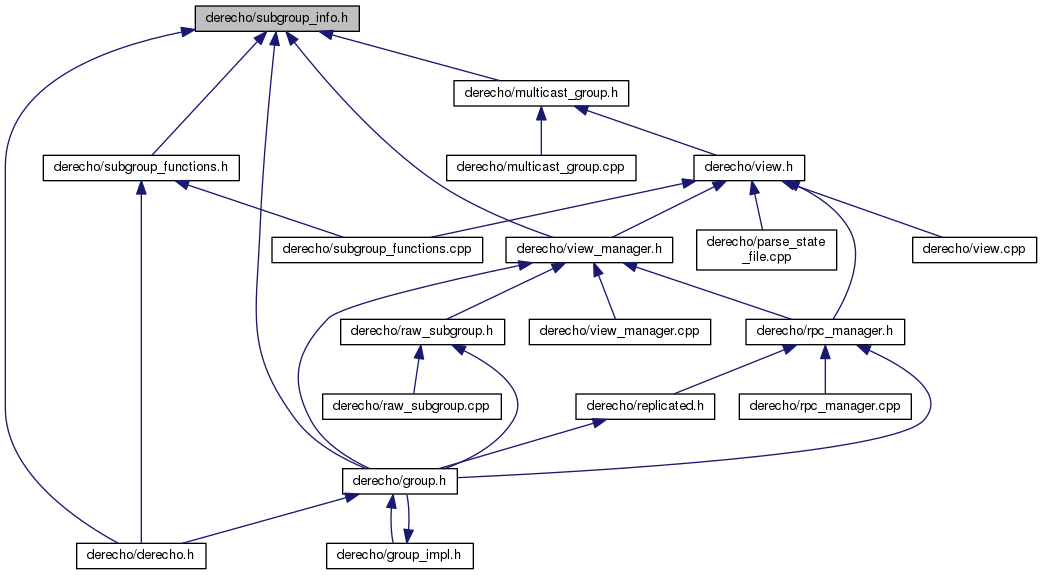 derecho/subgroup_info.h
derecho/multicast_group.h
derecho/subgroup_functions.h
derecho/multicast_group.cpp
derecho/view.h
derecho/subgroup_functions.cpp
derecho/view_manager.h
derecho/parse_state
_file.cpp
derecho/view.cpp
derecho/raw_subgroup.h
derecho/view_manager.cpp
derecho/rpc_manager.h
derecho/raw_subgroup.cpp
derecho/replicated.h
derecho/rpc_manager.cpp
derecho/group.h
derecho/derecho.h
derecho/group_impl.h